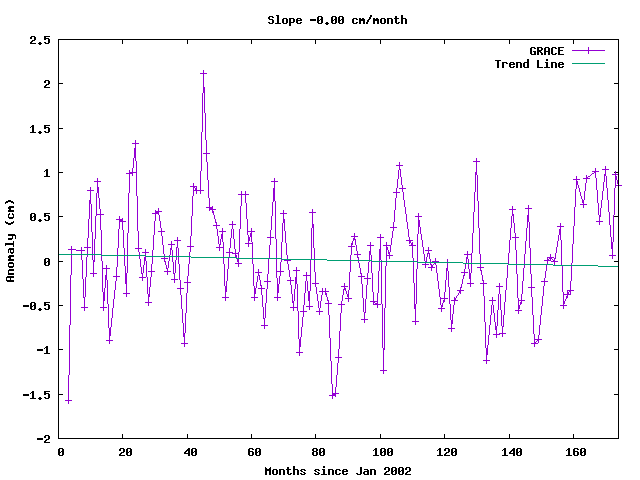 Slope -0.00 cm/month
GRACE
Trend Line
2.5
2
1.5
1
0.5
0
-0.5
-1
-1.5
-2
Anomaly (cm)
0 20 40 60 80 100 120 140 160
Months since Jan 2002